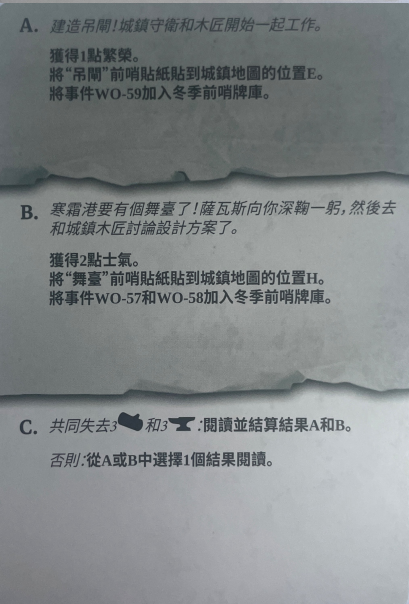 A. 建造吊閘!城鎮守衛和木匠開始一起工作。
獲得1點繁榮。
將“吊閘”前哨貼紙貼到城鎮地圖的位置E。
將事件WO-59加入冬季前哨牌庫。
B. 寒霜港要有個舞臺了!薩瓦斯向你深鞠一躬,然後去
和城鎮木匠討論設計方案了。
獲得2點士氣。
將“舞臺”前哨貼紙貼到城鎮地圖的位置H。
將事件WO-57和WO-58加入冬季前哨牌庫。
C. 共同失去3和3:閱讀並結算結果A和B。
否則:從A或B中選擇1個結果閱讀。